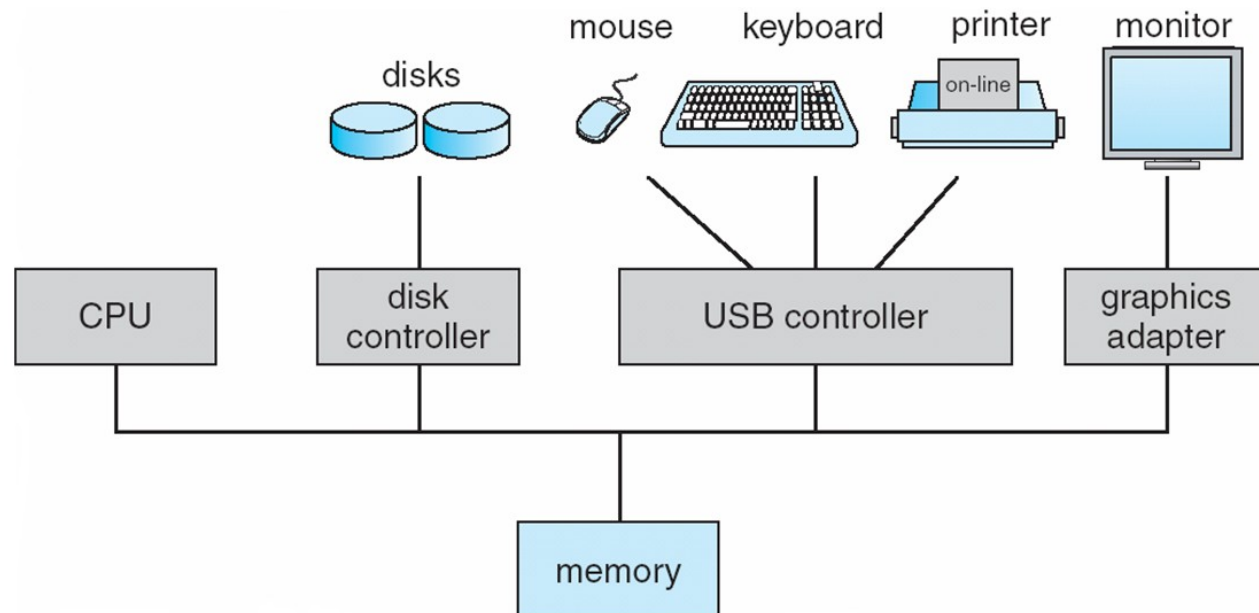 mouse
keyboard
printer
monitor
disks
on-line
CPU
disk
controller
USB controller
graphics
adapter
memory